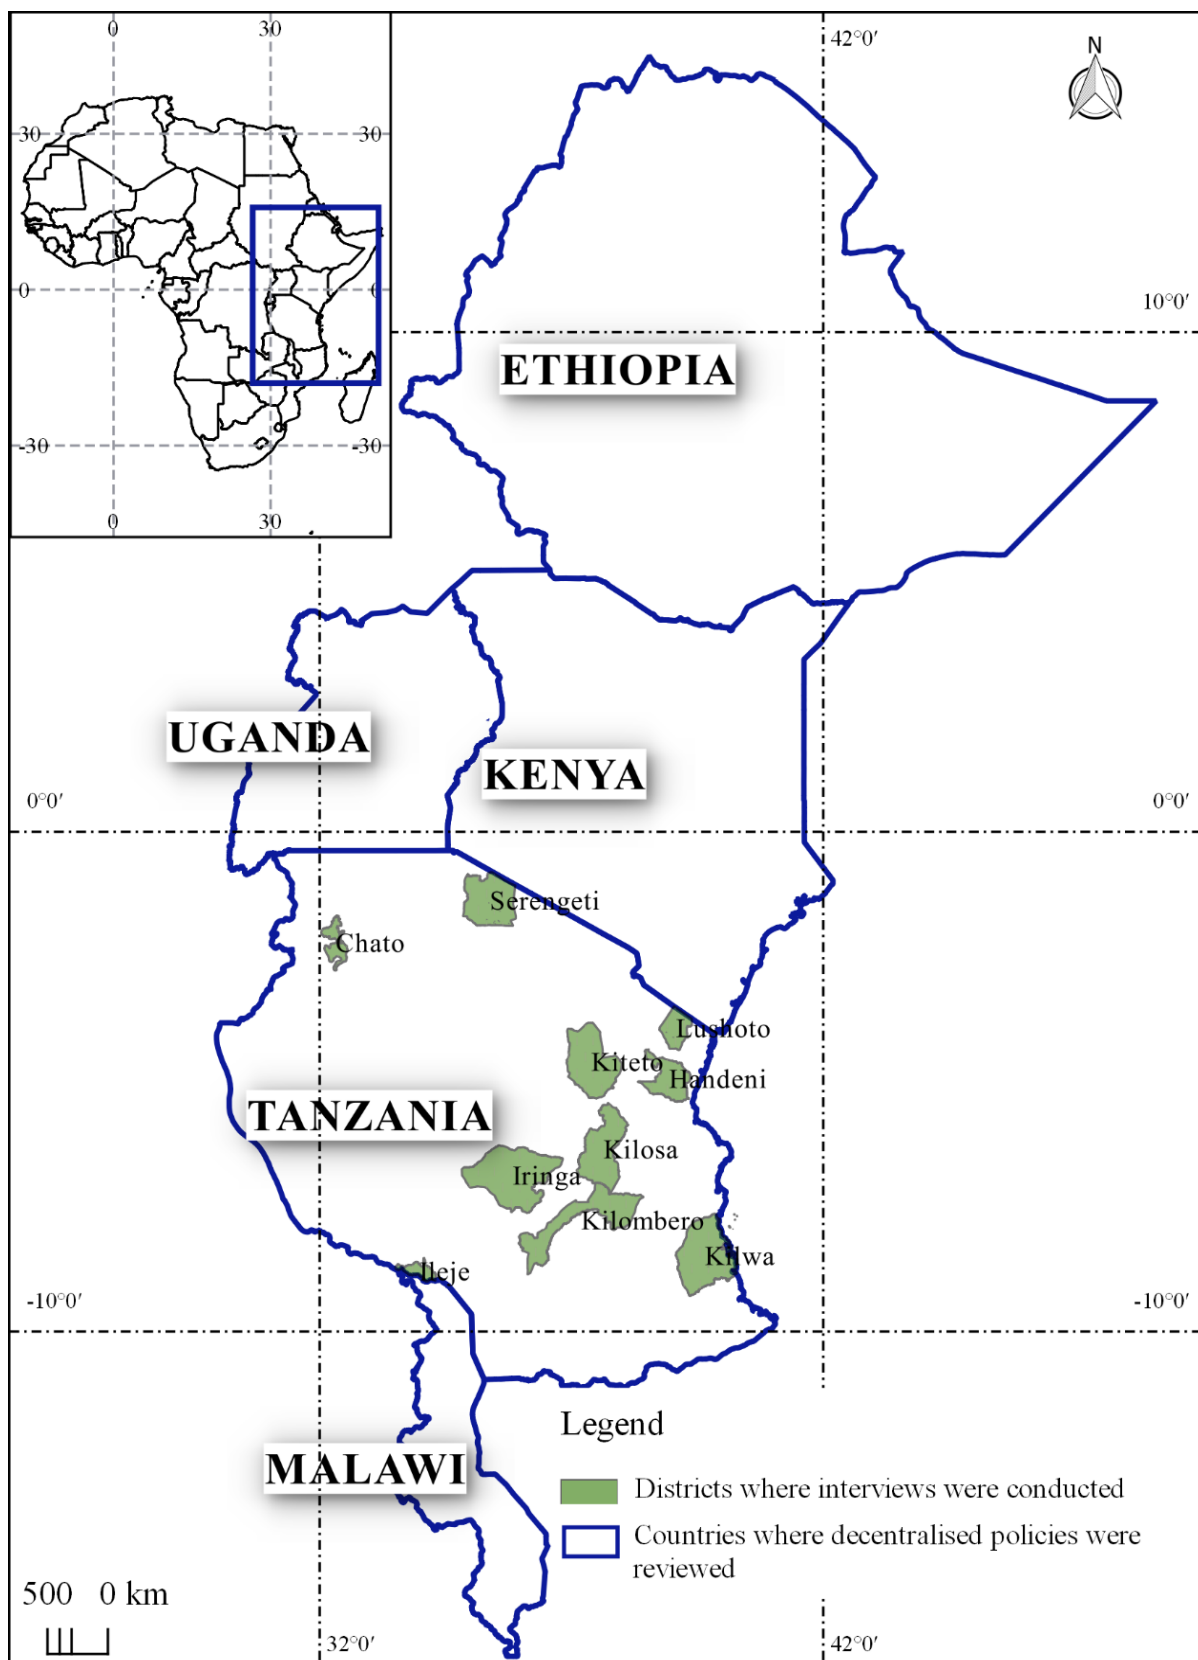 0
30
42°0'
N
30
30
0
0
10°0'
ETHIOPIA
-30
-30
0
30
UGANDA
KENYA
0°0'
0°0'
Serengeti
Chato
Lushoto
Kiteto
Handeni
TANZANIA
Kilosa
Iringa
Kilombero
Kilwa
Ileje
-10°0'
-10°0'
Legend
MALAWI
Districts where interviews were conducted
Countries where decentralised policies were
reviewed
500 0 km
32°0'
42°0'